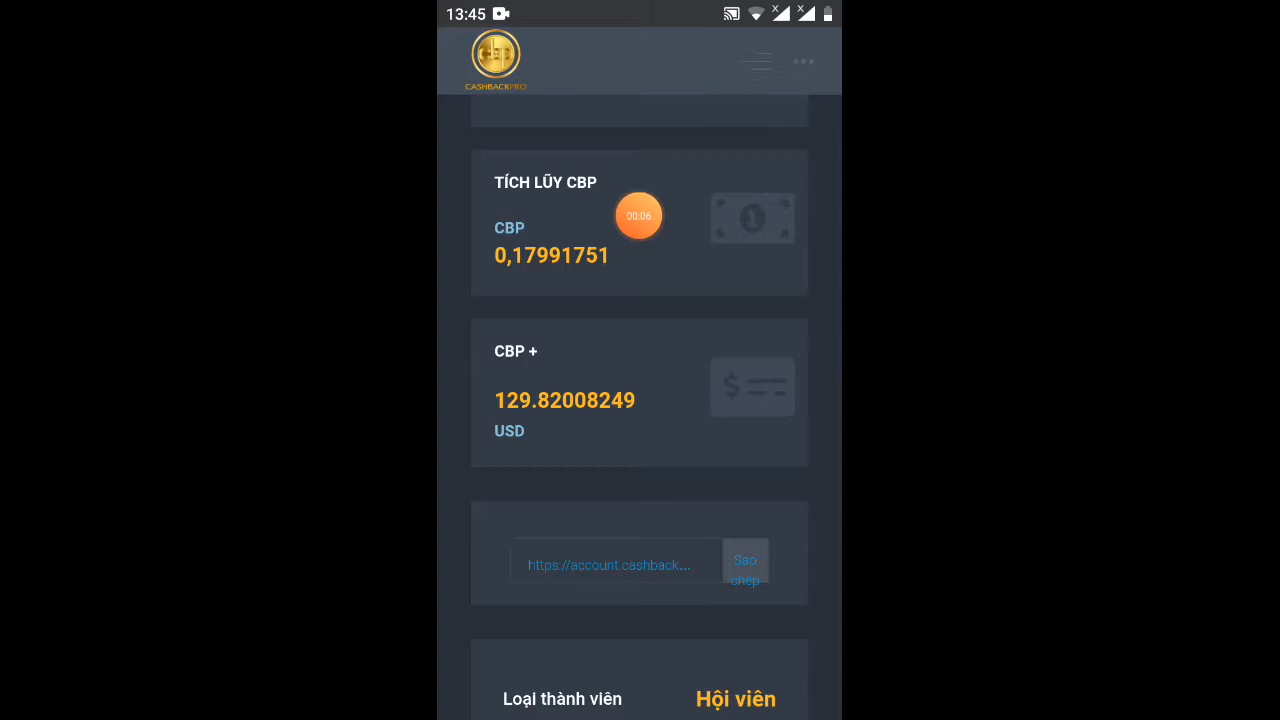 13:45
CASHBACKPRO
TÍCH LŨY CBP
CBP
00:06
0,17991751
CBP +
129.82008249
USD
https://account.cashback...
Sao
chép
Loại thành viên
Hội viên